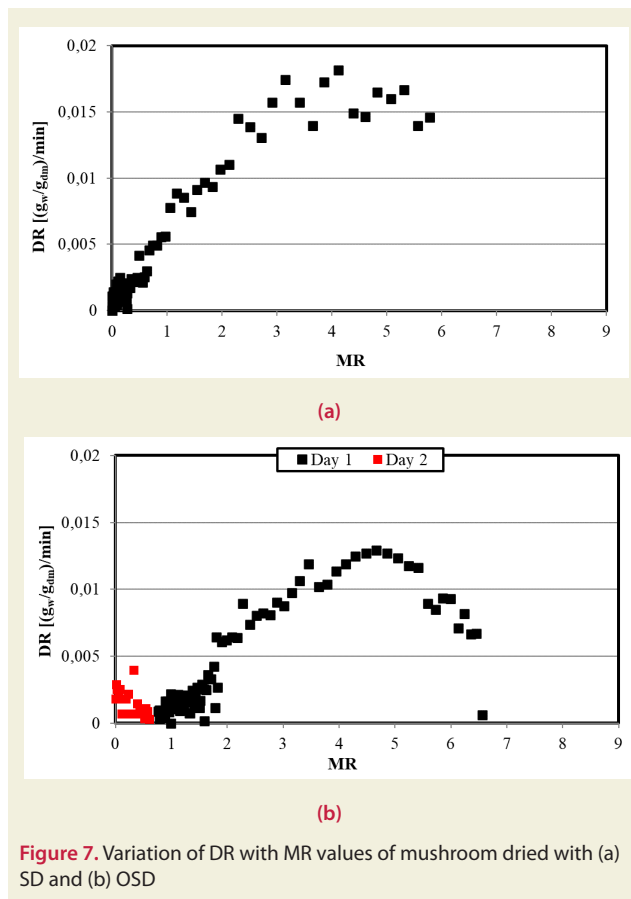 0,02
0,015
0,01
0,005
0
DR [(gw/gdm)/min]
0 1 2 3 4 5 6 7 8 9
MR
(a)
Day 1 Day 2
0,02
0,015
0,01
0,005
0
DR [(gw/gdm)/min]
0 1 2 3 4 5 6 7 8 9
MR
(b)
Figure 7. Variation of DR with MR values of mushroom dried with (a)
SD and (b) OSD